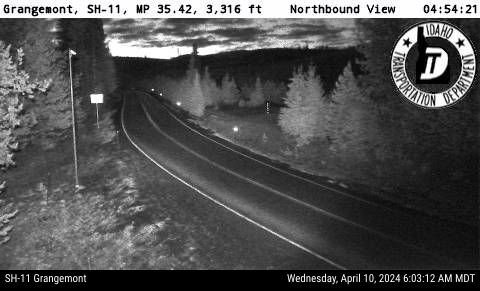 Grangemont, SH-11, MP 35.42, 3,316 ft Northbound View 04:54:21
IDAHO
TRANSPORTATION DEPARTMENT
SH-11 Grangemont Wednesday, April 10, 2024 6:03:12 AM MDT